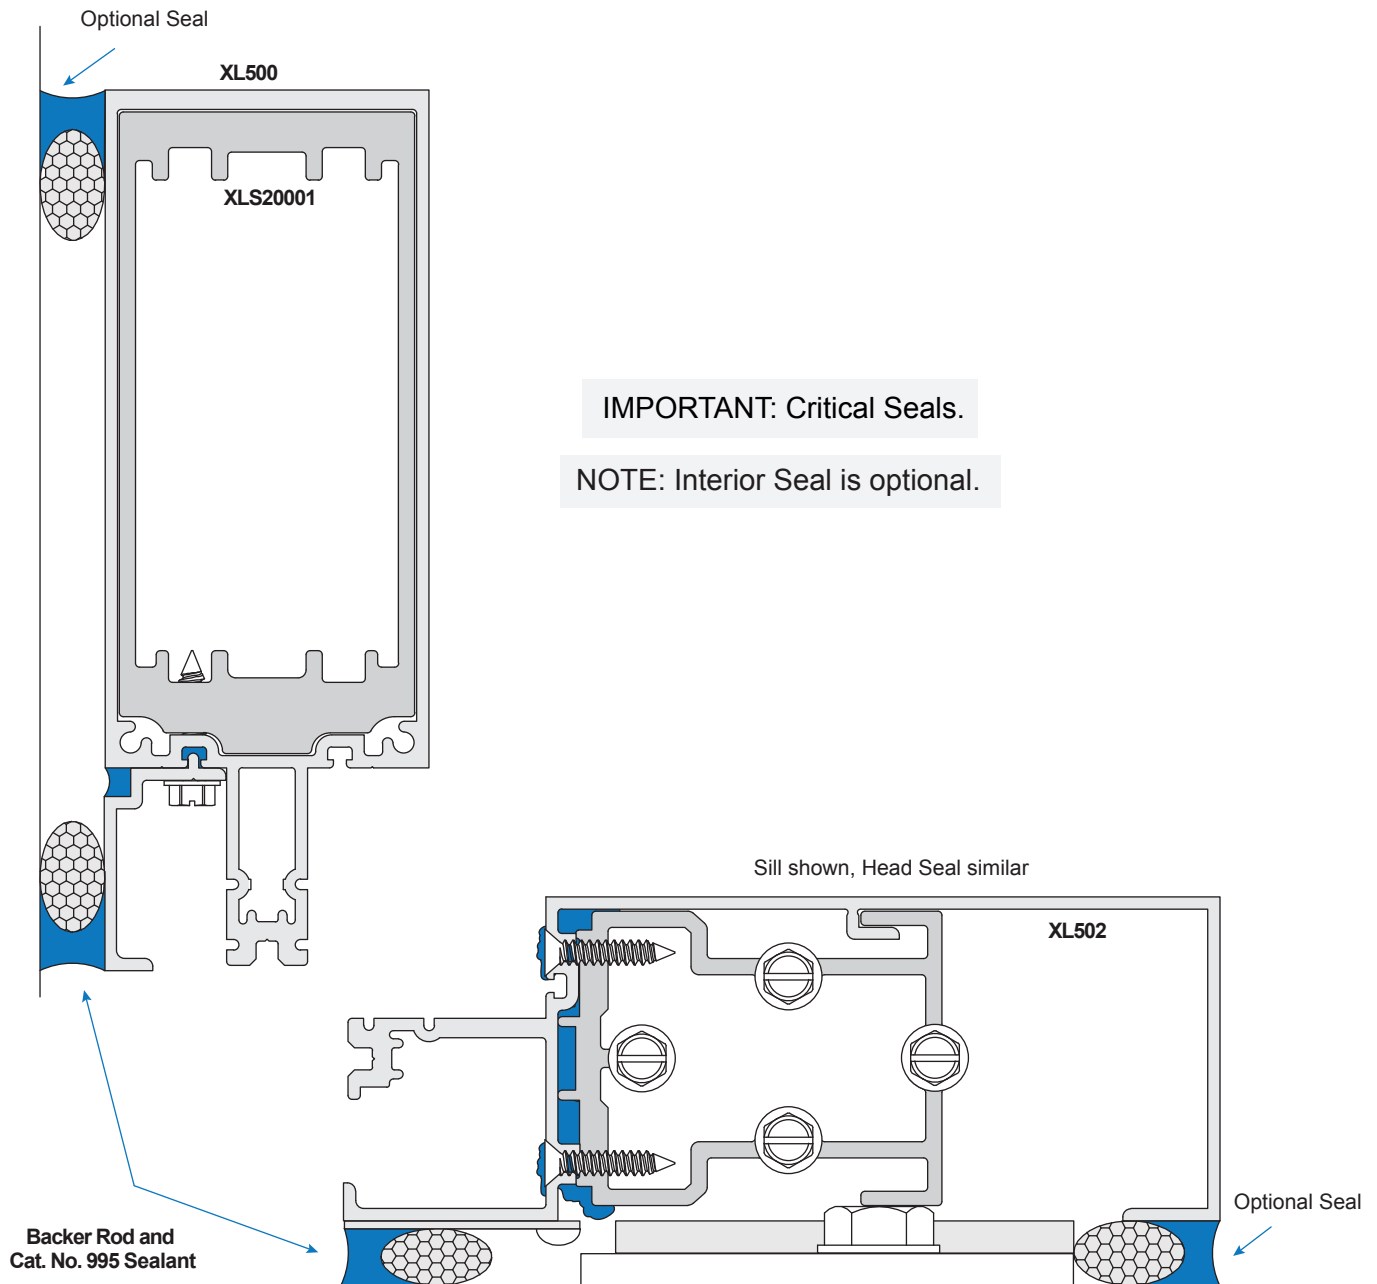 Optional Seal
XL500
XLS20001
IMPORTANT: Critical Seals.
NOTE: Interior Seal is optional.
Sill shown, Head Seal similar
XL502
Optional Seal
Backer Rod and
Cat. No. 995 Sealant